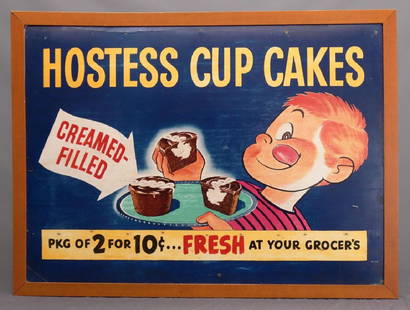 HOSTESS CUP CAKES
CREAMED-
FILLED
PKG OF 2 FOR 10¢... FRESH AT YOUR GROCER'S